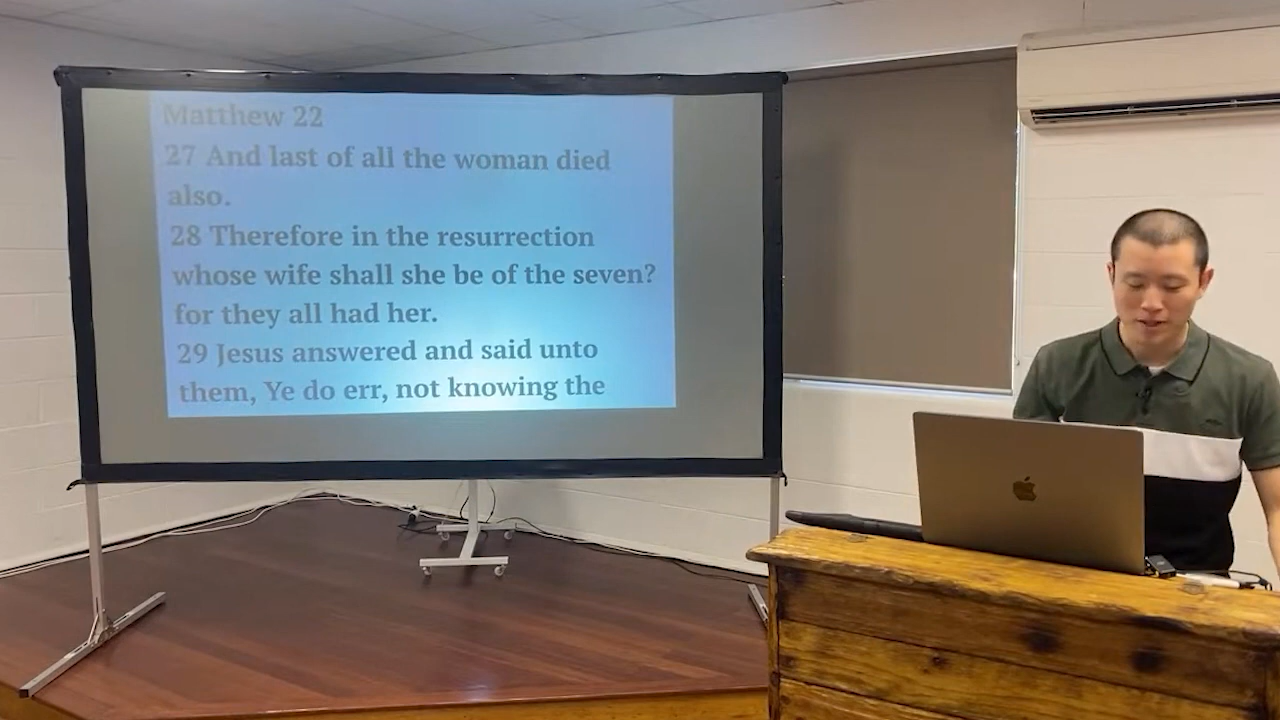 Matthew 22
27 And last of all the woman died
also.
28 Therefore in the resurrection
whose wife shall she be of the seven?
for they all had her.
29 Jesus answered and said unto
them, Ye do err, not knowing the